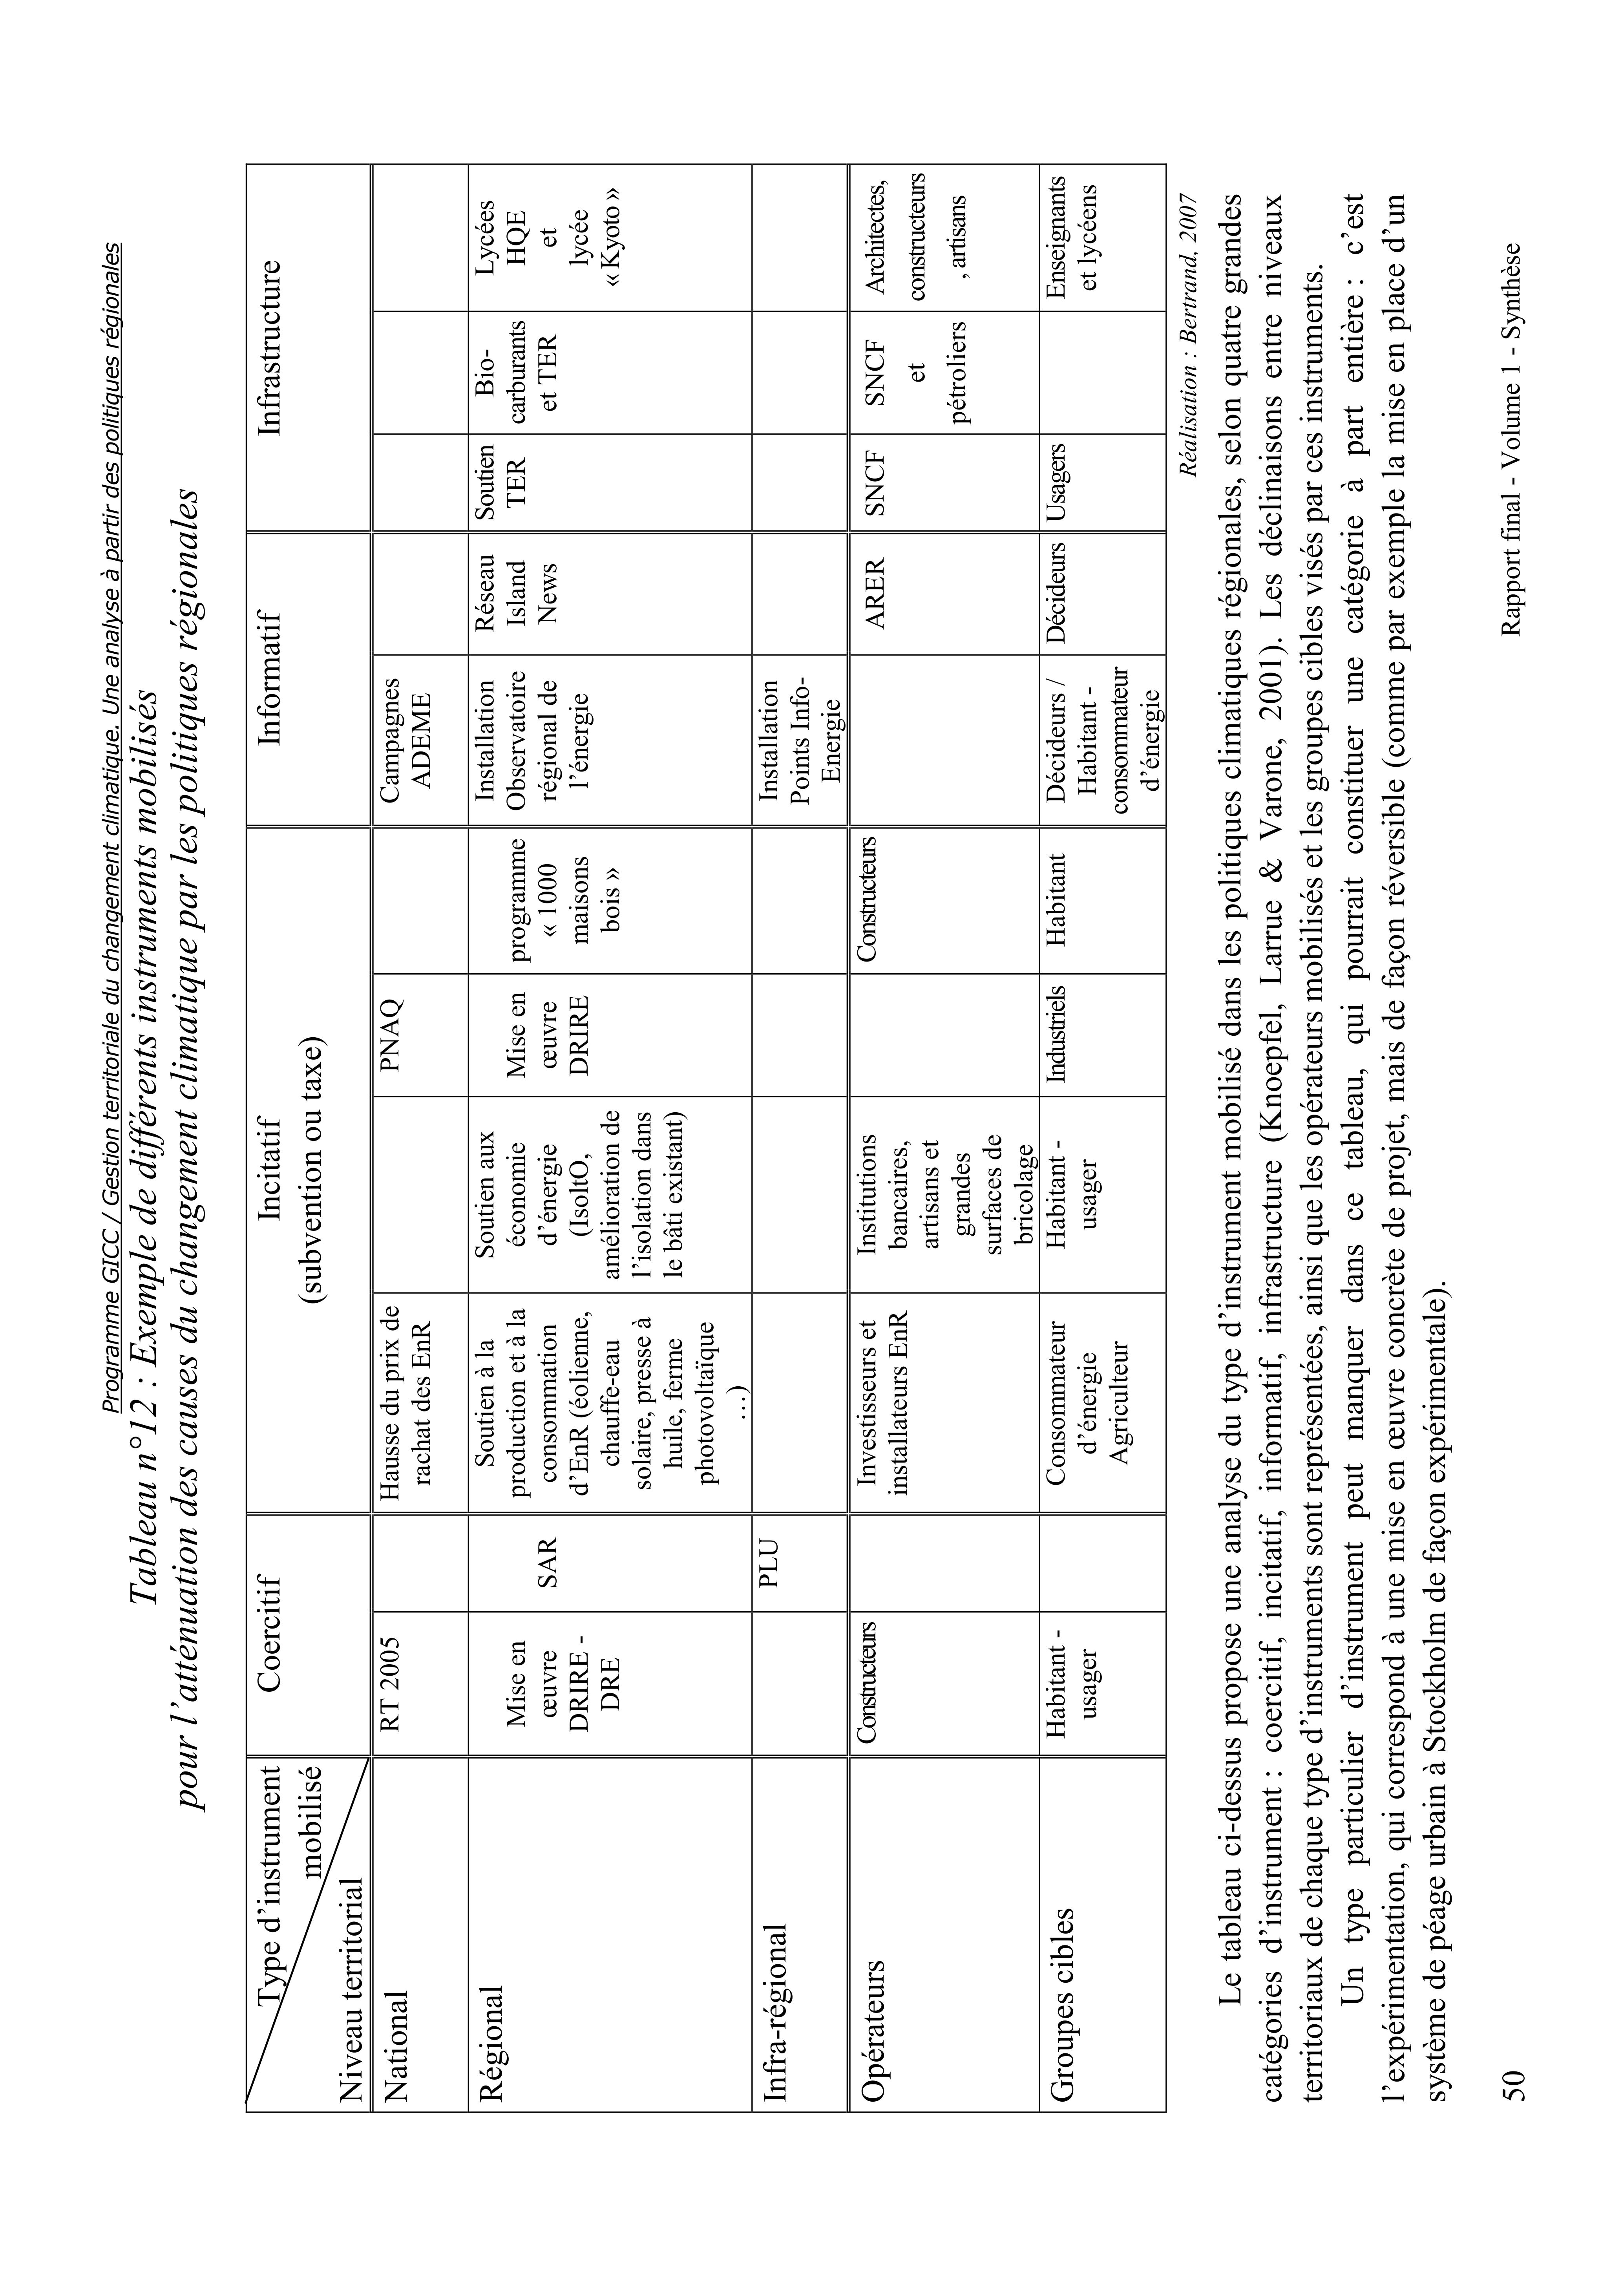 Programme GICC / Gestion territoriale du changement climatique. Une analyse à partir des politiques régionales
Tableau n°12 : Exemple de différents instruments mobilisés
pour l'atténuation des causes du changement climatique par les politiques régionales
Type d'instrument
mobilisé
Niveau territorial
Coercitif
Incitatif
(subvention ou taxe)
Informatif
Infrastructure
National
RT 2005
Hausse du prix de
rachat des EnR
PNAQ
Campagnes
ADEME
Régional
Mise en
œuvre
DRIRE -
DRE
SAR
Soutien à la
production et à la
consommation
d'EnR (éolienne,
chauffe-eau
solaire, presse à
huile, ferme
photovoltaïque
…)
Soutien aux
économie
d'énergie
(IsoltO,
amélioration de
l'isolation dans
le bâti existant)
Mise en
œuvre
DRIRE
programme
« 1000
maisons
bois »
Installation
Observatoire
régional de
l'énergie
Réseau
Island
News
Soutien
TER
Bio-
carburants
et TER
Lycées
HQE
et
lycée
« Kyoto »
Infra-régional
PLU
Installation
Points Info-
Energie
Opérateurs
Constructeurs
Investisseurs et
installateurs EnR
Institutions
bancaires,
artisans et
grandes
surfaces de
bricolage
Constructeurs
ARER
SNCF
SNCF
et
pétroliers
Architectes,
constructeurs
, artisans
Groupes cibles
Habitant -
usager
Consommateur
d'énergie
Agriculteur
Habitant -
usager
Industriels
Habitant
Décideurs /
Habitant -
consommateur
d'énergie
Décideurs
Usagers
Enseignants
et lycéens
Réalisation : Bertrand, 2007
Le tableau ci-dessus propose une analyse du type d'instrument mobilisé dans les politiques climatiques régionales, selon quatre grandes
catégories d'instrument : coercitif, incitatif, informatif, infrastructure (Knoepfel, Larrue & Varone, 2001). Les déclinaisons entre niveaux
territoriaux de chaque type d'instruments sont représentées, ainsi que les opérateurs mobilisés et les groupes cibles visés par ces instruments.
Un type particulier d'instrument peut manquer dans ce tableau, qui pourrait constituer une catégorie à part entière : c'est
l'expérimentation, qui correspond à une mise en œuvre concrète de projet, mais de façon réversible (comme par exemple la mise en place d'un
système de péage urbain à Stockholm de façon expérimentale).
50
Rapport final - Volume 1 - Synthèse